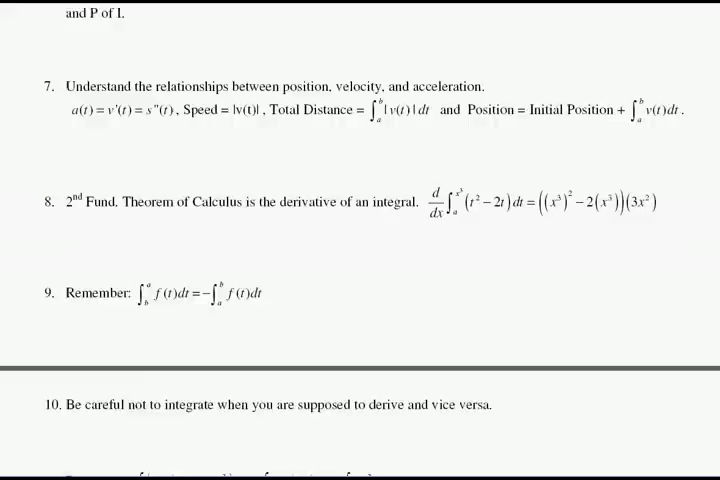 and P of I.
7. Understand the relationships between position, velocity, and acceleration.
a(t) = v'(t) = s"(t), Speed = |v(t)|, Total Distance = ∫ₐᵇ |v(t)| dt and Position = Initial Position + ∫ₐᵇ v(t) dt.
8. 2nd Fund. Theorem of Calculus is the derivative of an integral. d/dx ∫ₐ^(x³) (t² − 2t) dt = ((x³)² − 2(x³))(3x²)
9. Remember: ∫_b^a f(t)dt = −∫_a^b f(t)dt
10. Be careful not to integrate when you are supposed to derive and vice versa.